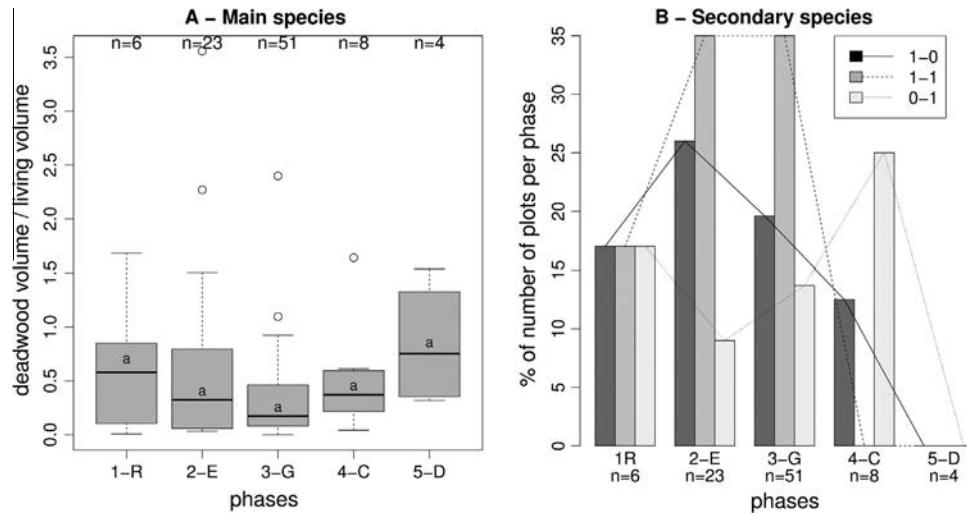 A – Main species
n=6 n=23 n=51 n=8 n=4
deadwood volume / living volume
3.5
3.0
2.5
2.0
1.5
1.0
0.5
0.0
a a a a a
1–R 2–E 3–G 4–C 5–D
phases
B – Secondary species
1–0
1–1
0–1
% of number of plots per phase
35
30
25
20
15
10
5
0
1R 2–E 3–G 4–C 5–D
n=6 n=23 n=51 n=8 n=4
phases